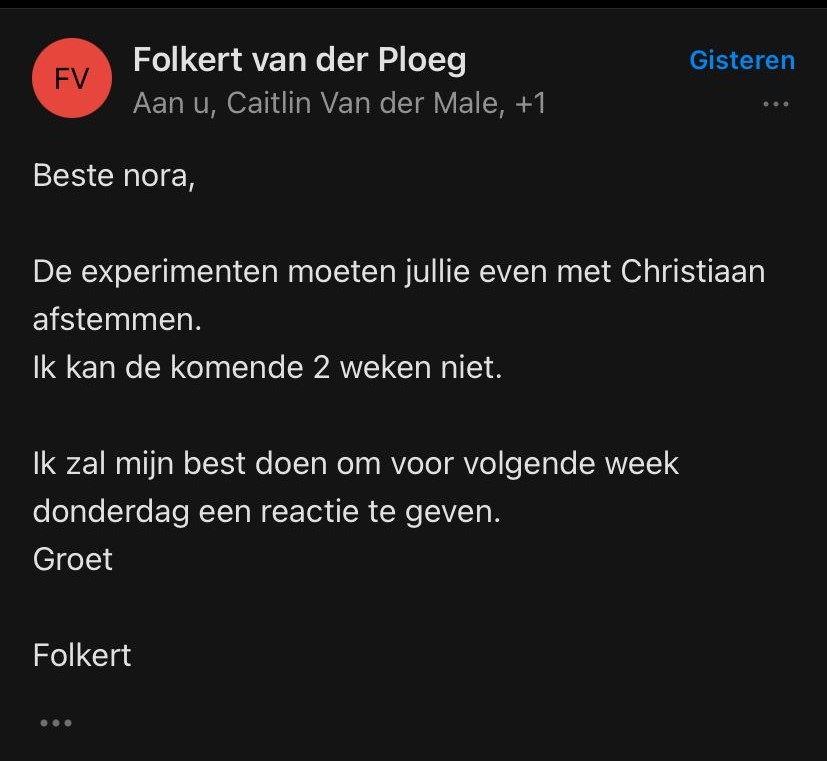 FV
Folkert van der Ploeg
Gisteren
Aan u, Caitlin Van der Male, +1
Beste nora,
De experimenten moeten jullie even met Christiaan
afstemmen.
Ik kan de komende 2 weken niet.
Ik zal mijn best doen om voor volgende week
donderdag een reactie te geven.
Groet
Folkert